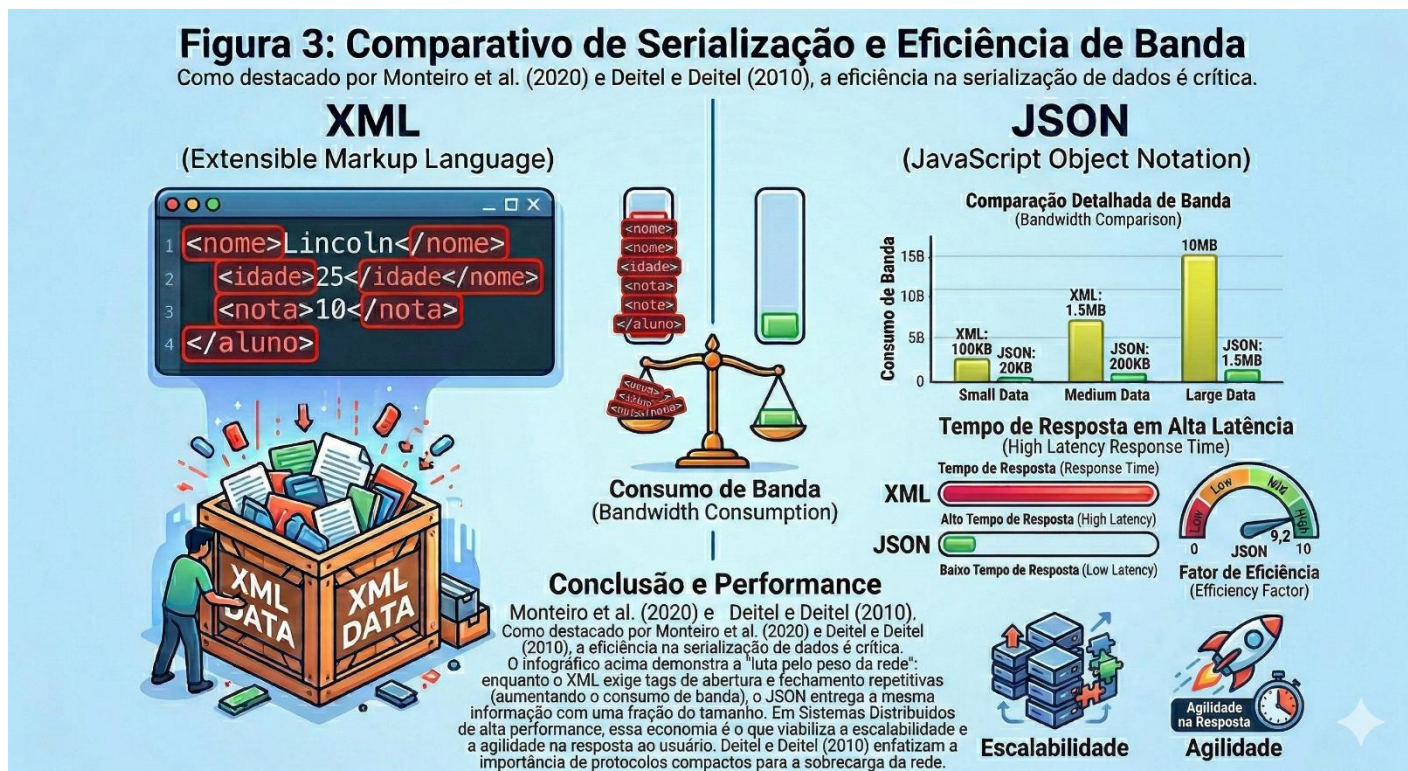 Figura 3: Comparativo de Serialização e Eficiência de Banda
Como destacado por Monteiro et al. (2020) e Deitel e Deitel (2010), a eficiência na serialização de dados é crítica.
XML
(Extensible Markup Language)
1 <nome>Lincoln</nome>
2 <idade>25</idade</nome>
3 <nota>10</nota>
4 </aluno>
XML DATA
XML DATA
<nome>
<nome>
<idade>
<nota>
<note>
</aluno>
Consumo de Banda
(Bandwidth Consumption)
JSON
(JavaScript Object Notation)
Comparação Detalhada de Banda
(Bandwidth Comparison)
Consumo de Banda
15B
10B
5B
0
XML:
100KB
JSON:
20KB
XML:
1.5MB
JSON:
200KB
10MB
JSON:
1.5MB
Small Data
Medium Data
Large Data
Tempo de Resposta em Alta Latência
(High Latency Response Time)
Tempo de Resposta (Response Time)
XML
Alto Tempo de Resposta (High Latency)
JSON
Baixo Tempo de Resposta (Low Latency)
Low
Low
High
0
9,2
10
JSON
Fator de Eficiência
(Efficiency Factor)
Escalabilidade
Agilidade
na Resposta
Agilidade
Conclusão e Performance
Monteiro et al. (2020) e Deitel e Deitel (2010).
Como destacado por Monteiro et al. (2020) e Deitel e Deitel
(2010), a eficiência na serialização de dados é crítica.
O infográfico acima demonstra a "luta pelo peso da rede":
enquanto o XML exige tags de abertura e fechamento repetitivas
(aumentando o consumo de banda), o JSON entrega a mesma
informação com uma fração do tamanho. Em Sistemas Distribuidos
de alta performance, essa economia é o que viabiliza a escalabilidade e
a agilidade na resposta ao usuário. Deitel e Deitel (2010) enfatizam a
importância de protocolos compactos para a sobrecarga da rede.